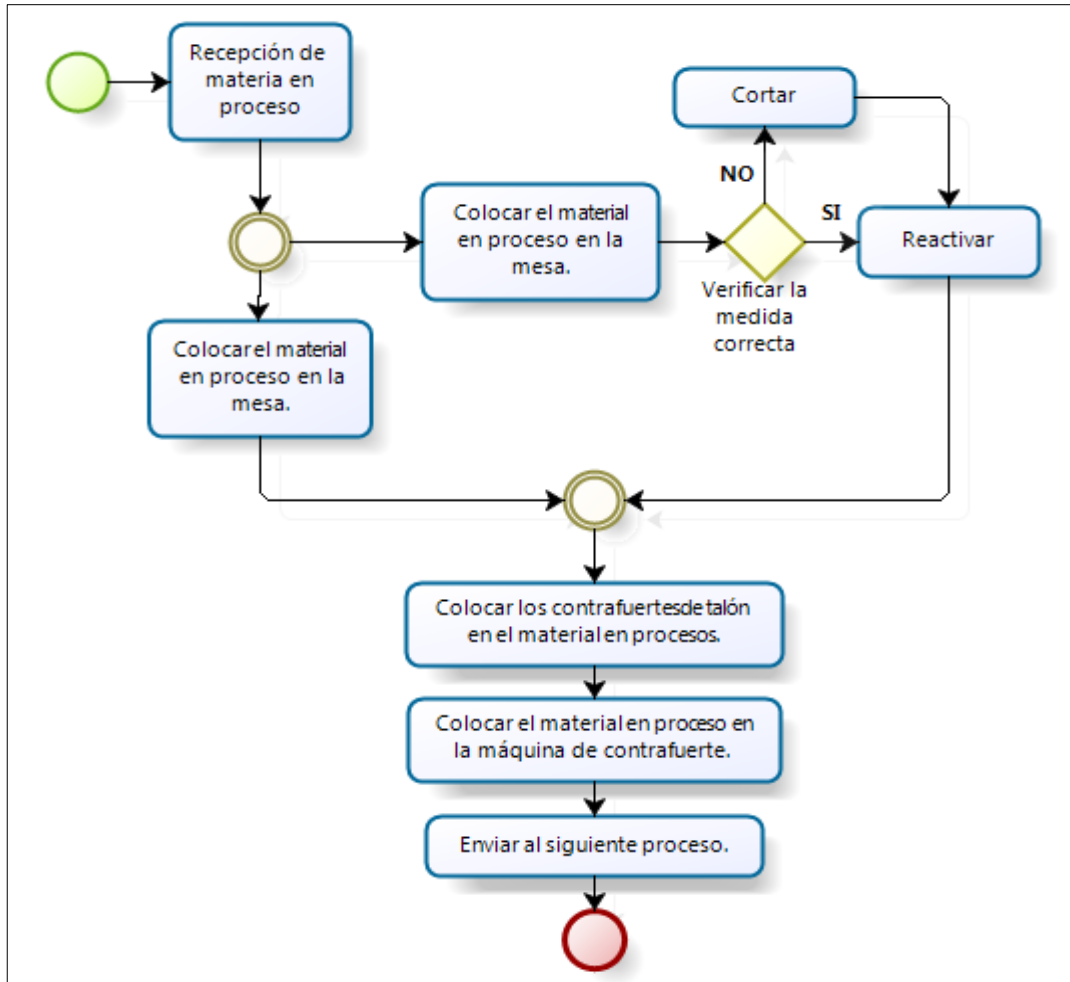 Recepción de
materia en
proceso
Cortar
NO
Colocar el material
en proceso en la
mesa.
SI
Reactivar
Verificar la
medida
correcta
Colocar el material
en proceso en la
mesa.
Colocar los contrafuertesde talón
en el material en procesos.
Colocar el material en proceso en
la máquina de contrafuerte.
Enviar al siguiente proceso.